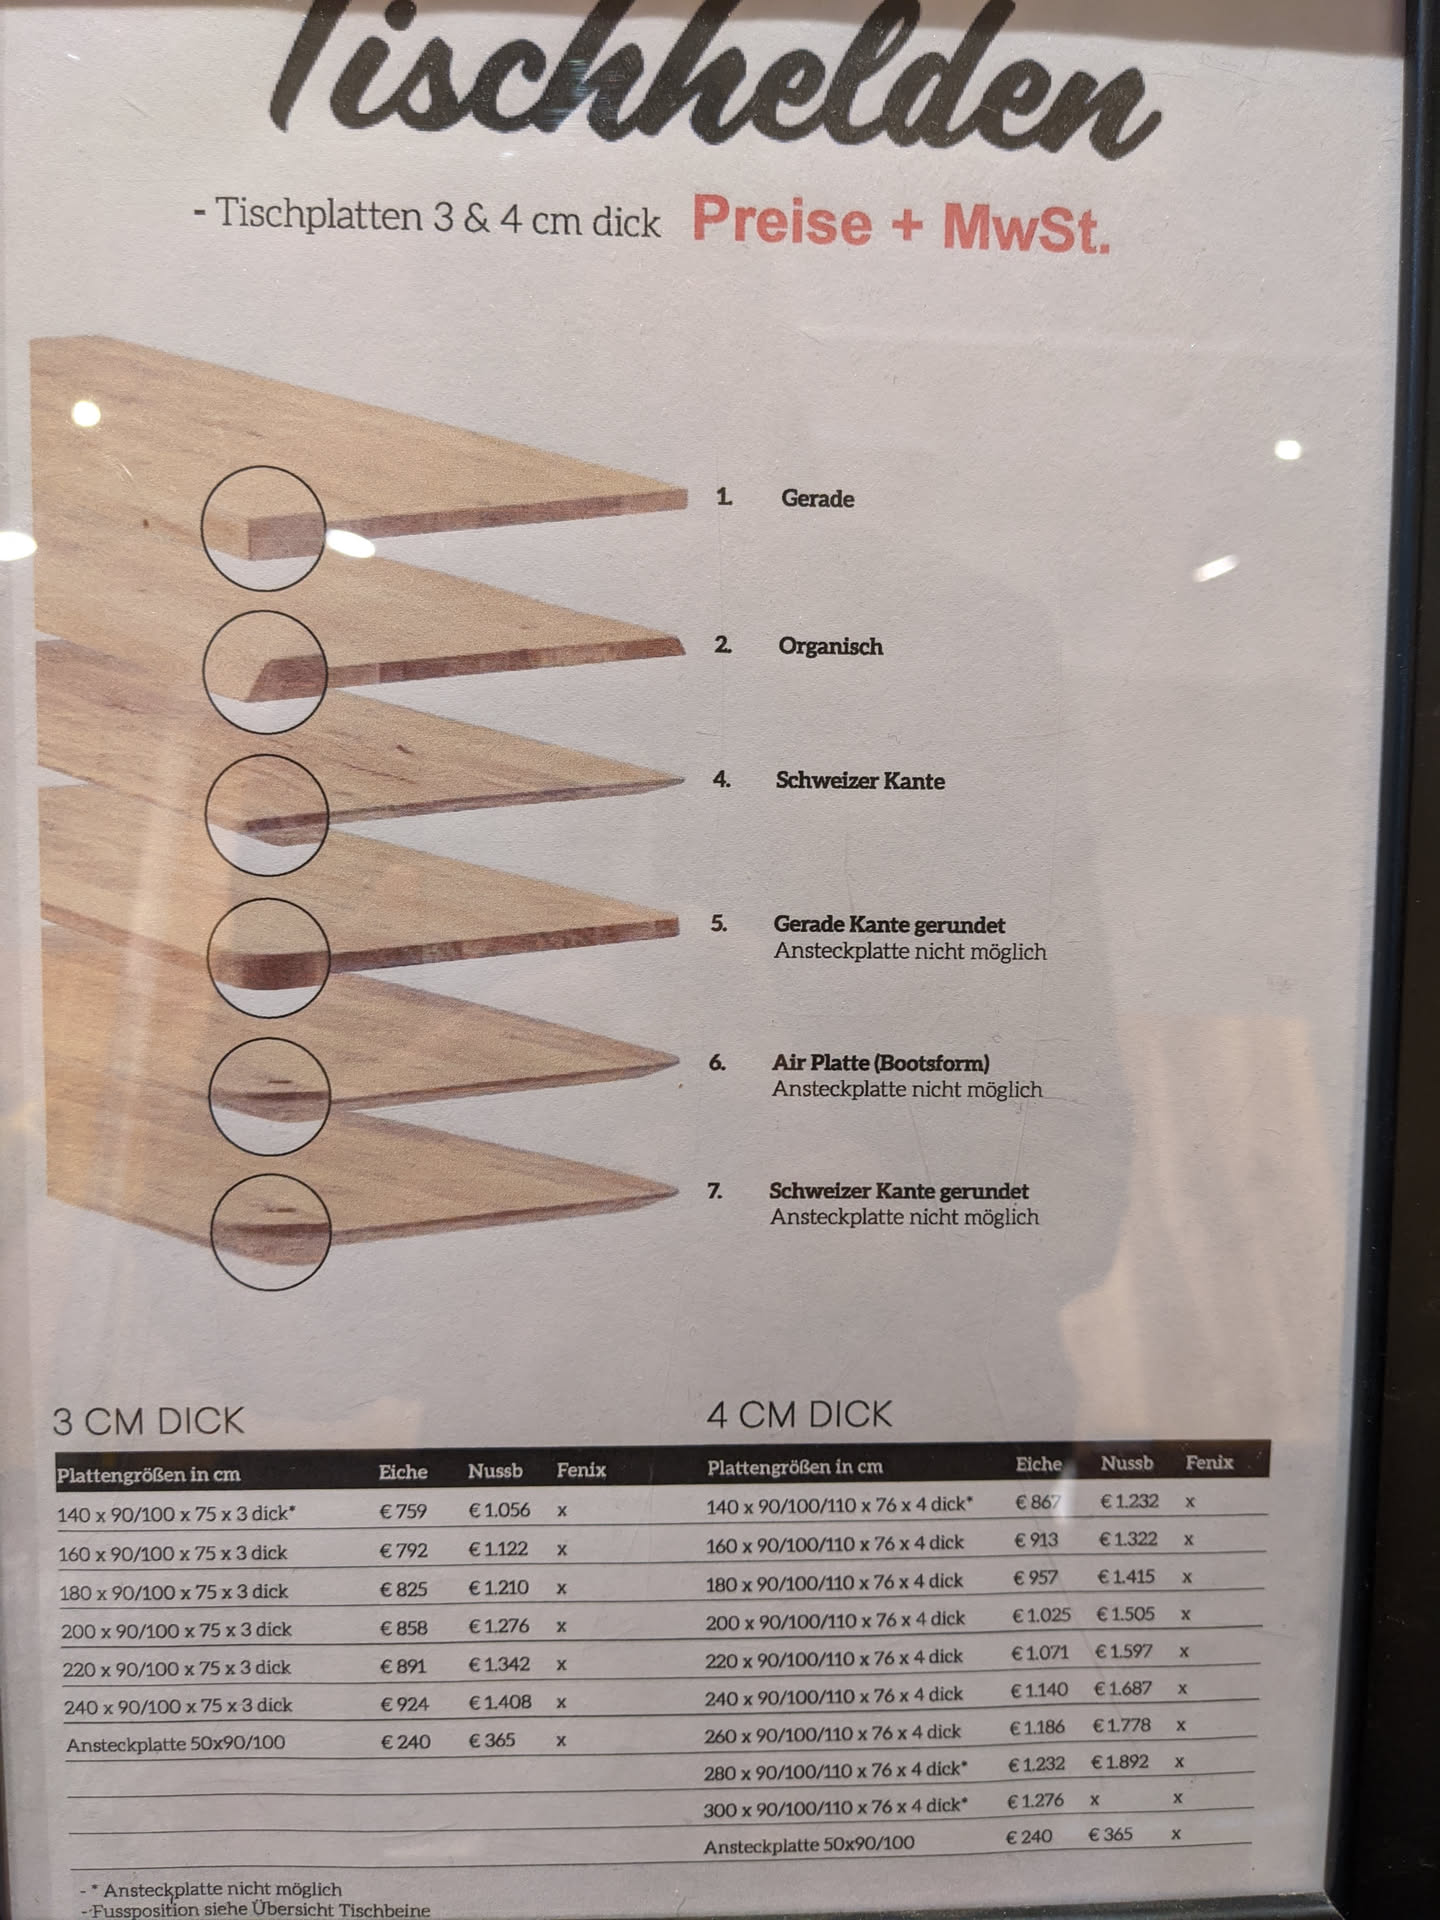 Tischhelden
- Tischplatten 3 & 4 cm dick Preise + MwSt.
1. Gerade
2. Organisch
4. Schweizer Kante
5. Gerade Kante gerundet
Ansteckplatte nicht möglich
6. Air Platte (Bootsform)
Ansteckplatte nicht möglich
7. Schweizer Kante gerundet
Ansteckplatte nicht möglich
3 CM DICK
Plattengrößen in cm Eiche Nussb Fenix
140 x 90/100 x 75 x 3 dick* € 759 € 1.056 x
160 x 90/100 x 75 x 3 dick € 792 € 1.122 x
180 x 90/100 x 75 x 3 dick € 825 € 1.210 x
200 x 90/100 x 75 x 3 dick € 858 € 1.276 x
220 x 90/100 x 75 x 3 dick € 891 € 1.342 x
240 x 90/100 x 75 x 3 dick € 924 € 1.408 x
Ansteckplatte 50x90/100 € 240 € 365 x
4 CM DICK
Plattengrößen in cm Eiche Nussb Fenix
140 x 90/100/110 x 76 x 4 dick* € 867 € 1.232 x
160 x 90/100/110 x 76 x 4 dick € 913 € 1.322 x
180 x 90/100/110 x 76 x 4 dick € 957 € 1.415 x
200 x 90/100/110 x 76 x 4 dick € 1.025 € 1.505 x
220 x 90/100/110 x 76 x 4 dick € 1.071 € 1.597 x
240 x 90/100/110 x 76 x 4 dick € 1.140 € 1.687 x
260 x 90/100/110 x 76 x 4 dick € 1.186 € 1.778 x
280 x 90/100/110 x 76 x 4 dick* € 1.232 € 1.892 x
300 x 90/100/110 x 76 x 4 dick* € 1.276 x x
Ansteckplatte 50x90/100 € 240 € 365 x
- * Ansteckplatte nicht möglich
- Fussposition siehe Übersicht Tischbeine